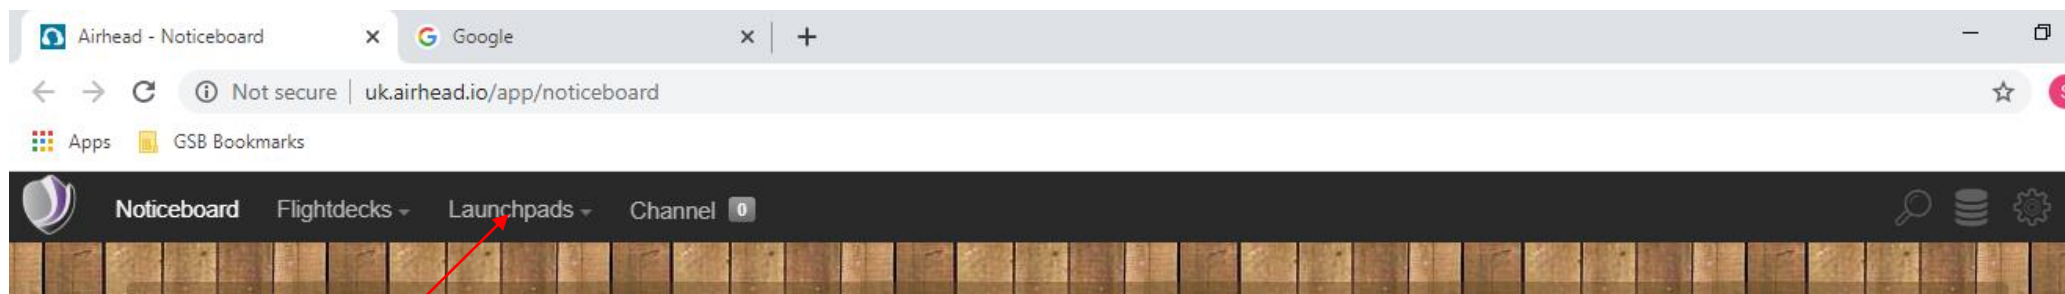 Airhead - Noticeboard Google
Not secure | uk.airhead.io/app/noticeboard
Apps GSB Bookmarks
Noticeboard Flightdecks Launchpads Channel 0